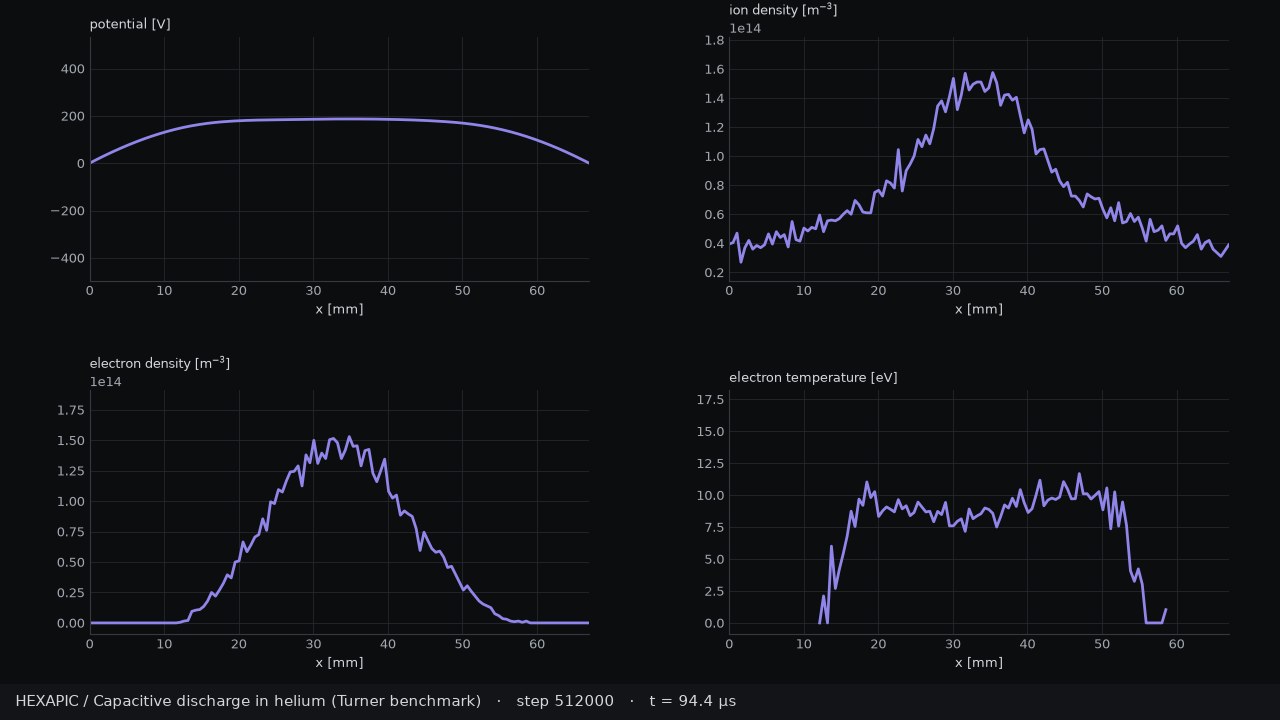 potential [V]
400
200
0
−200
−400
0 10 20 30 40 50 60
x [mm]
ion density [m⁻³]
1e14
1.8
1.6
1.4
1.2
1.0
0.8
0.6
0.4
0.2
0 10 20 30 40 50 60
x [mm]
electron density [m⁻³]
1e14
1.75
1.50
1.25
1.00
0.75
0.50
0.25
0.00
0 10 20 30 40 50 60
x [mm]
electron temperature [eV]
17.5
15.0
12.5
10.0
7.5
5.0
2.5
0.0
0 10 20 30 40 50 60
x [mm]
HEXAPIC / Capacitive discharge in helium (Turner benchmark) · step 512000 · t = 94.4 µs